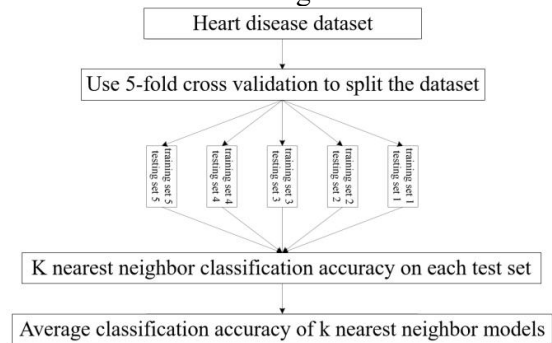 Heart disease dataset
Use 5-fold cross validation to split the dataset
training set 5
testing set 5
training set 4
testing set 4
training set 3
testing set 3
training set 2
testing set 2
training set 1
testing set 1
K nearest neighbor classification accuracy on each test set
Average classification accuracy of k nearest neighbor models